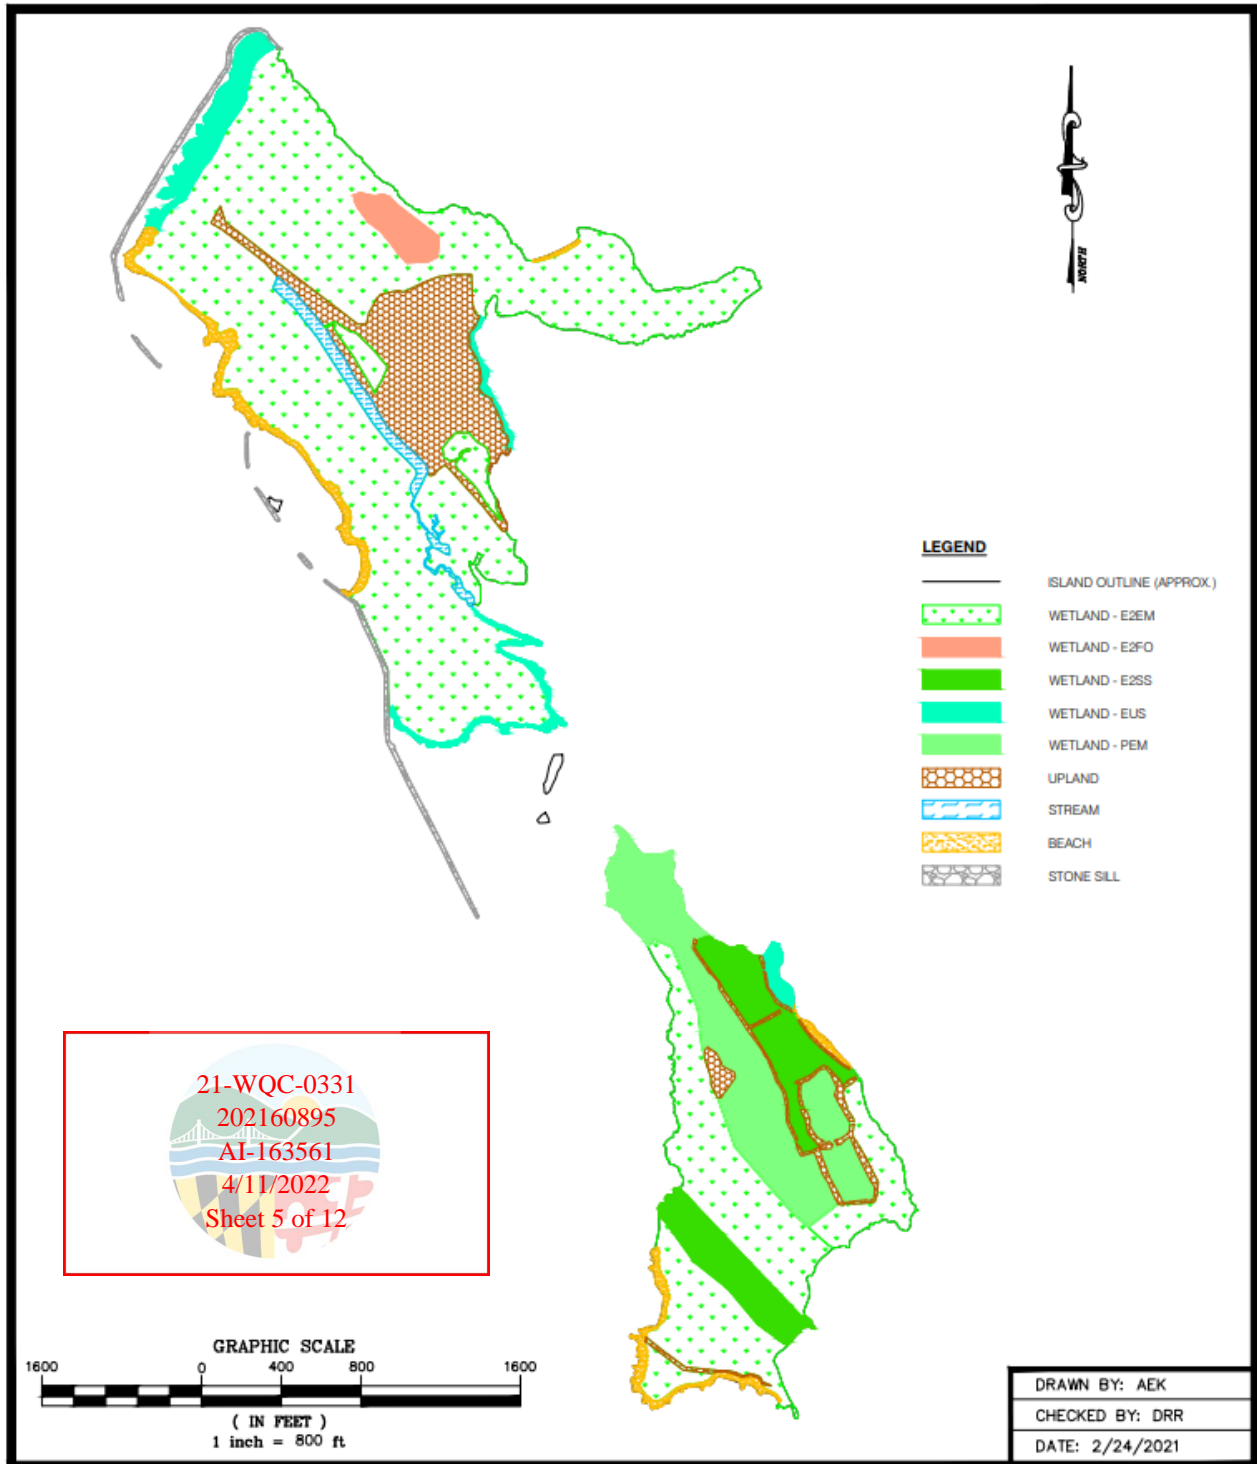 NORTH
LEGEND
ISLAND OUTLINE (APPROX.)
WETLAND - E2EM
WETLAND - E2FO
WETLAND - E2SS
WETLAND - EUS
WETLAND - PEM
UPLAND
STREAM
BEACH
STONE SILL
21-WQC-0331
202160895
AI-163561
4/11/2022
Sheet 5 of 12
GRAPHIC SCALE
1600 0 400 800 1600
( IN FEET )
1 inch = 800 ft
DRAWN BY: AEK
CHECKED BY: DRR
DATE: 2/24/2021